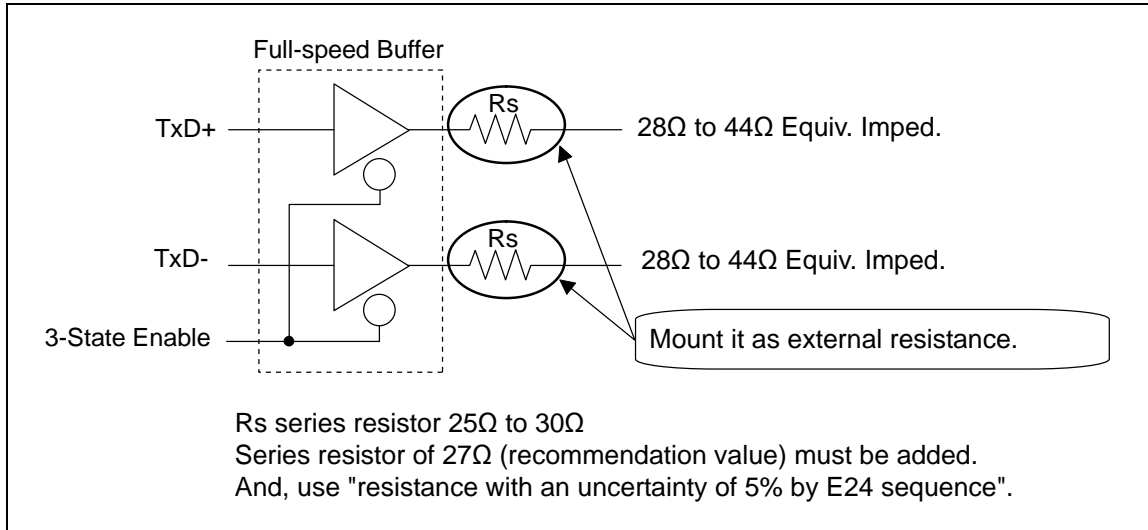 Full-speed Buffer
TxD+
Rs
28Ω to 44Ω Equiv. Imped.
TxD-
Rs
28Ω to 44Ω Equiv. Imped.
3-State Enable
Mount it as external resistance.
Rs series resistor 25Ω to 30Ω
Series resistor of 27Ω (recommendation value) must be added.
And, use "resistance with an uncertainty of 5% by E24 sequence".